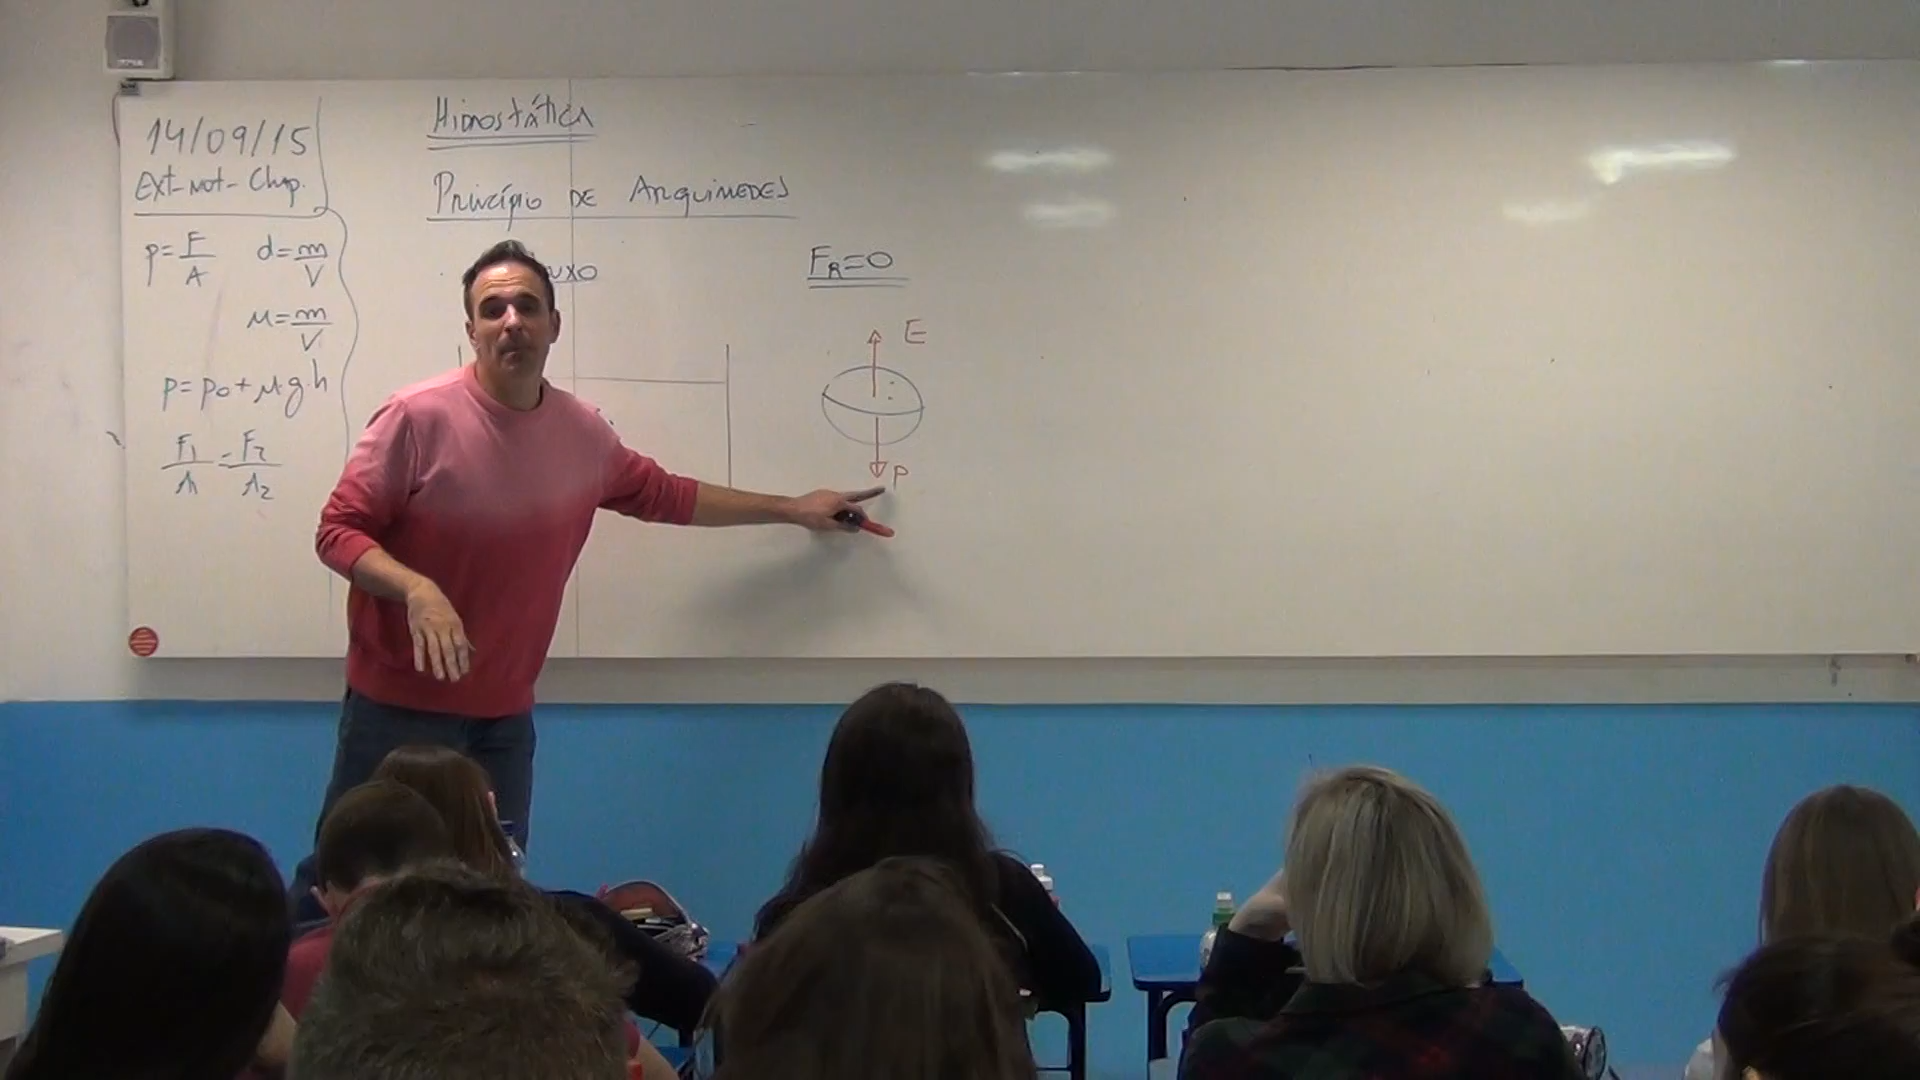 14/09/15
Ext-Not-Chap.
p=F/A d=m/V
μ=m/V
p=p0+μ.g.h
F1/A1=F2/A2
Hidrostática
Princípio de Arquimedes
FR=0
E
P